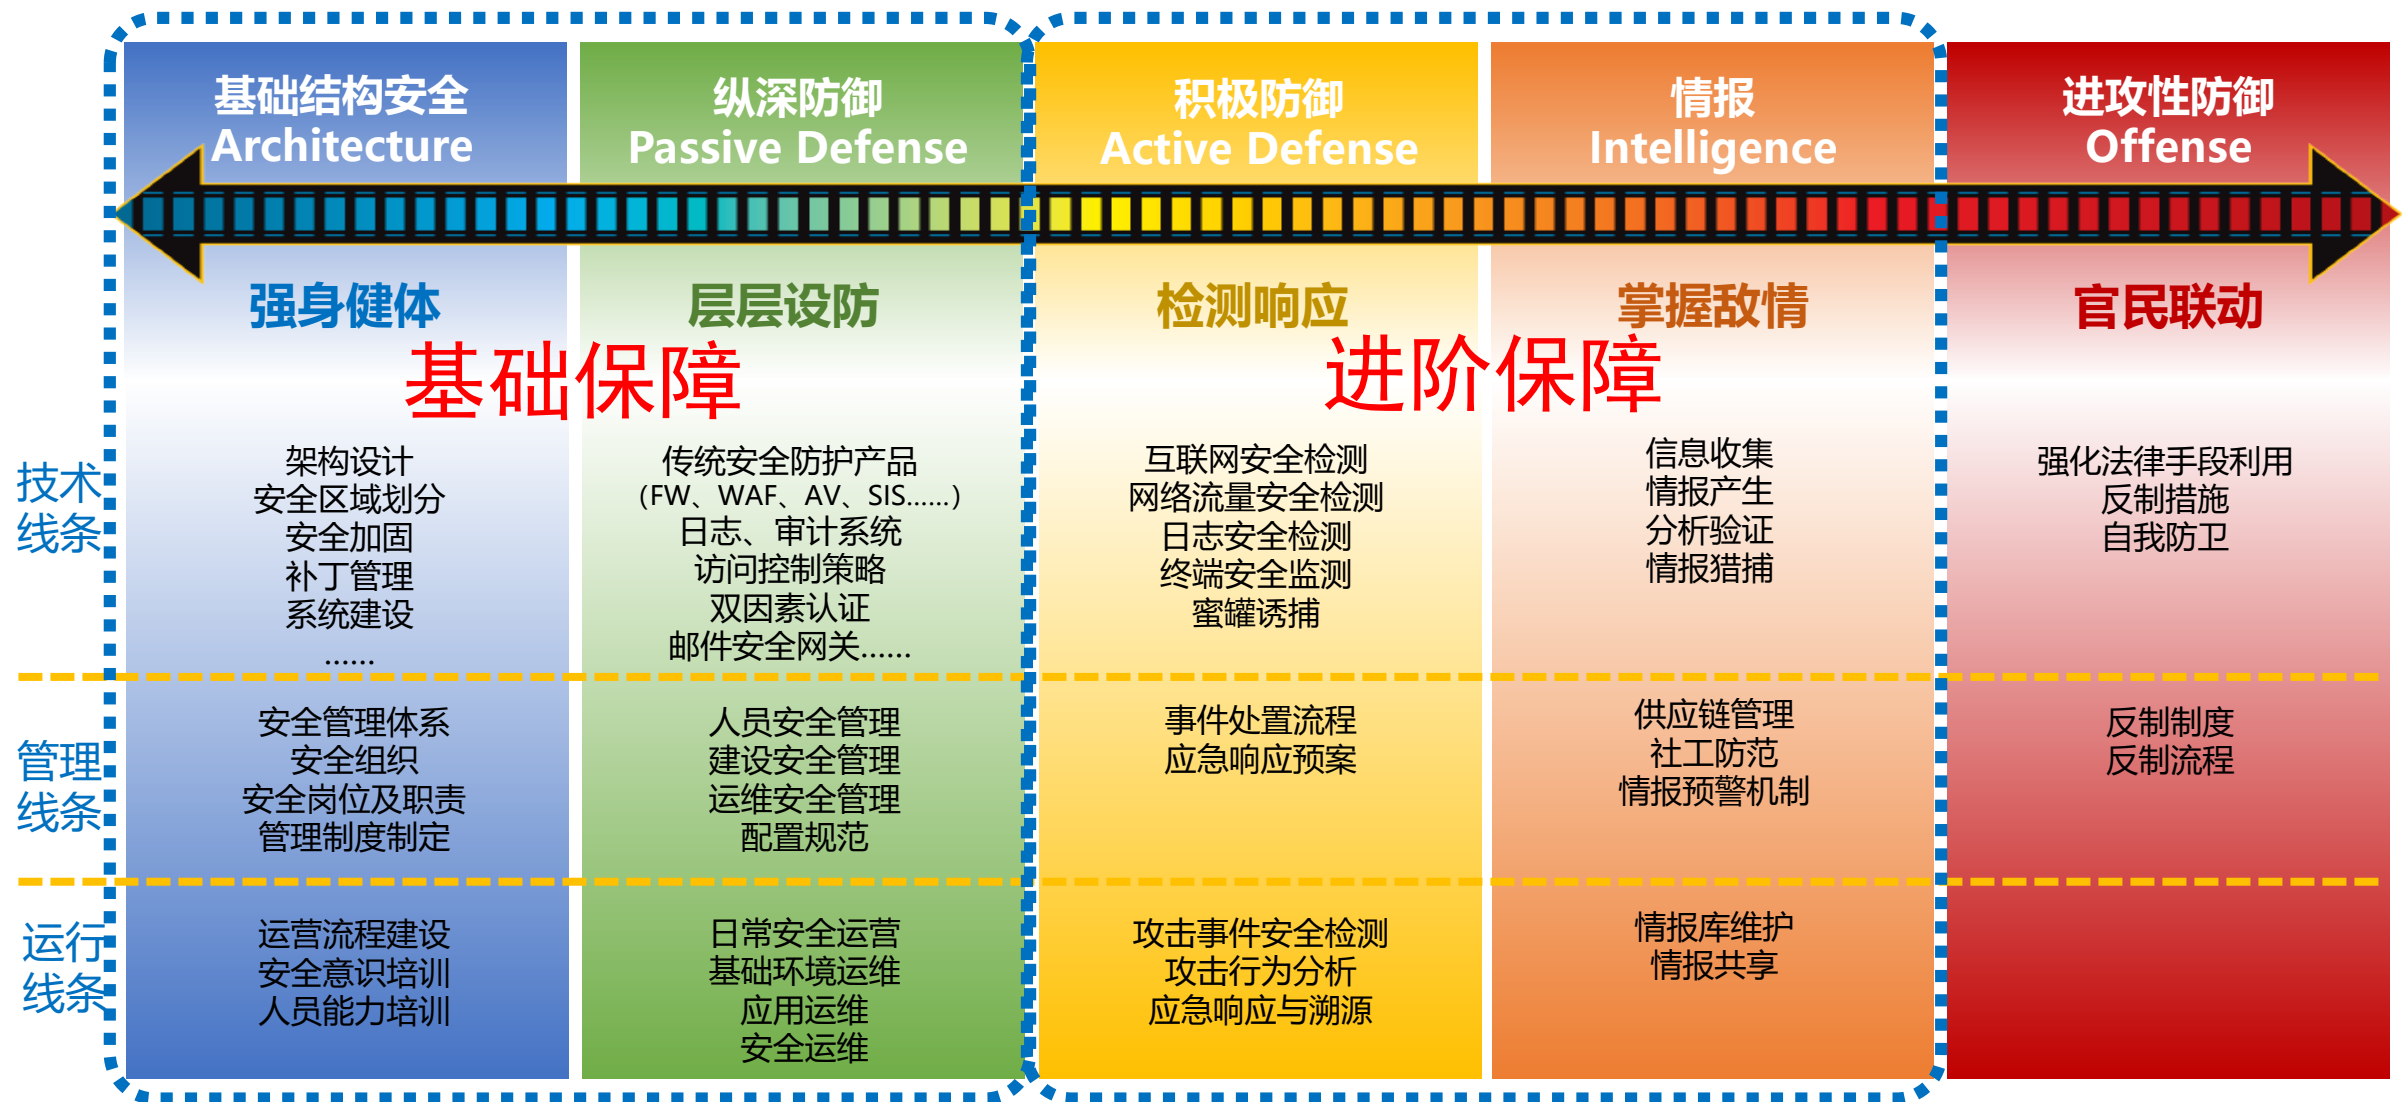 基础结构安全
Architecture
纵深防御
Passive Defense
积极防御
Active Defense
情报
Intelligence
进攻性防御
Offense
强身健体
层层设防
检测响应
掌握敌情
官民联动
基础保障
进阶保障
技术
线条
架构设计
安全区域划分
安全加固
补丁管理
系统建设
……
传统安全防护产品
（FW、WAF、AV、SIS……）
日志、审计系统
访问控制策略
双因素认证
邮件安全网关……
互联网安全检测
网络流量安全检测
日志安全检测
终端安全监测
蜜罐诱捕
信息收集
情报产生
分析验证
情报猎捕
强化法律手段利用
反制措施
自我防卫
管理
线条
安全管理体系
安全组织
安全岗位及职责
管理制度制定
人员安全管理
建设安全管理
运维安全管理
配置规范
事件处置流程
应急响应预案
供应链管理
社工防范
情报预警机制
反制制度
反制流程
运行
线条
运营流程建设
安全意识培训
人员能力培训
日常安全运营
基础环境运维
应用运维
安全运维
攻击事件安全检测
攻击行为分析
应急响应与溯源
情报库维护
情报共享